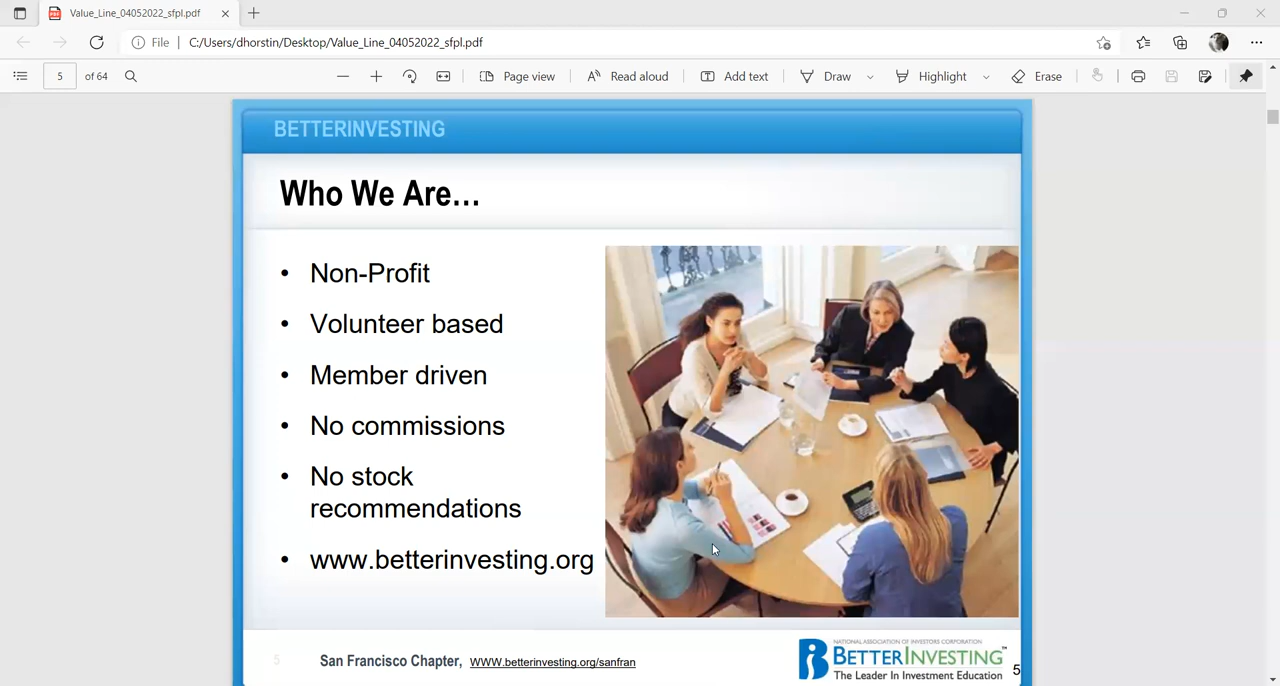 Value_Line_04052022_sfpl.pdf
File | C:/Users/dhorstin/Desktop/Value_Line_04052022_sfpl.pdf
5 of 64 Page view Read aloud Add text Draw Highlight Erase
BETTERINVESTING
Who We Are…
• Non-Profit
• Volunteer based
• Member driven
• No commissions
• No stock
recommendations
• www.betterinvesting.org
5 San Francisco Chapter, WWW.betterinvesting.org/sanfran
NATIONAL ASSOCIATION OF INVESTORS CORPORATION
BETTERINVESTING™
The Leader In Investment Education
5